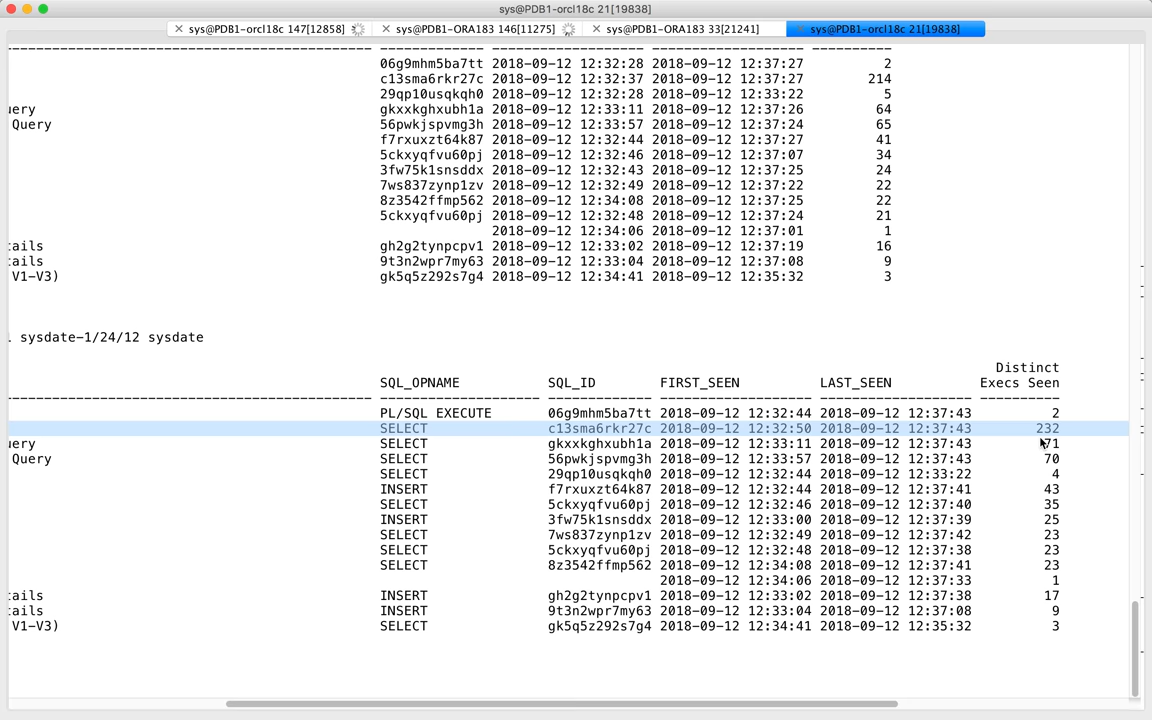 sys@PDB1-orcl18c 21[19838]
sys@PDB1-orcl18c 147[12858] sys@PDB1-ORA183 146[11275] sys@PDB1-ORA183 33[21241] sys@PDB1-orcl18c 21[19838]
06g9mhm5ba7tt 2018-09-12 12:32:28 2018-09-12 12:37:27 2
c13sma6rkr27c 2018-09-12 12:32:37 2018-09-12 12:37:27 214
29qp10usqkqh0 2018-09-12 12:32:28 2018-09-12 12:33:22 5
uery gkxxkghxubh1a 2018-09-12 12:33:11 2018-09-12 12:37:26 64
Query 56pwkjspvmg3h 2018-09-12 12:33:57 2018-09-12 12:37:24 65
f7rxuxzt64k87 2018-09-12 12:32:44 2018-09-12 12:37:27 41
5ckxyqfvu60pj 2018-09-12 12:32:46 2018-09-12 12:37:07 34
3fw75k1snsddx 2018-09-12 12:32:43 2018-09-12 12:37:25 24
7ws837zynp1zv 2018-09-12 12:32:49 2018-09-12 12:37:22 22
8z3542ffmp562 2018-09-12 12:34:08 2018-09-12 12:37:25 22
5ckxyqfvu60pj 2018-09-12 12:32:48 2018-09-12 12:37:24 21
2018-09-12 12:34:06 2018-09-12 12:37:01 1
tails gh2g2tynpcpv1 2018-09-12 12:33:02 2018-09-12 12:37:19 16
tails 9t3n2wpr7my63 2018-09-12 12:33:04 2018-09-12 12:37:08 9
V1-V3) gk5q5z292s7g4 2018-09-12 12:34:41 2018-09-12 12:35:32 3
sysdate-1/24/12 sysdate
Distinct
SQL_OPNAME SQL_ID FIRST_SEEN LAST_SEEN Execs Seen
PL/SQL EXECUTE 06g9mhm5ba7tt 2018-09-12 12:32:44 2018-09-12 12:37:43 2
SELECT c13sma6rkr27c 2018-09-12 12:32:50 2018-09-12 12:37:43 232
uery SELECT gkxxkghxubh1a 2018-09-12 12:33:11 2018-09-12 12:37:43 71
Query SELECT 56pwkjspvmg3h 2018-09-12 12:33:57 2018-09-12 12:37:43 70
SELECT 29qp10usqkqh0 2018-09-12 12:32:44 2018-09-12 12:33:22 4
INSERT f7rxuxzt64k87 2018-09-12 12:32:44 2018-09-12 12:37:41 43
SELECT 5ckxyqfvu60pj 2018-09-12 12:32:46 2018-09-12 12:37:40 35
INSERT 3fw75k1snsddx 2018-09-12 12:33:00 2018-09-12 12:37:39 25
SELECT 7ws837zynp1zv 2018-09-12 12:32:49 2018-09-12 12:37:42 23
SELECT 5ckxyqfvu60pj 2018-09-12 12:32:48 2018-09-12 12:37:38 23
SELECT 8z3542ffmp562 2018-09-12 12:34:08 2018-09-12 12:37:41 23
2018-09-12 12:34:06 2018-09-12 12:37:33 1
tails INSERT gh2g2tynpcpv1 2018-09-12 12:33:02 2018-09-12 12:37:38 17
tails INSERT 9t3n2wpr7my63 2018-09-12 12:33:02 2018-09-12 12:37:08 9
V1-V3) SELECT gk5q5z292s7g4 2018-09-12 12:34:41 2018-09-12 12:35:32 3